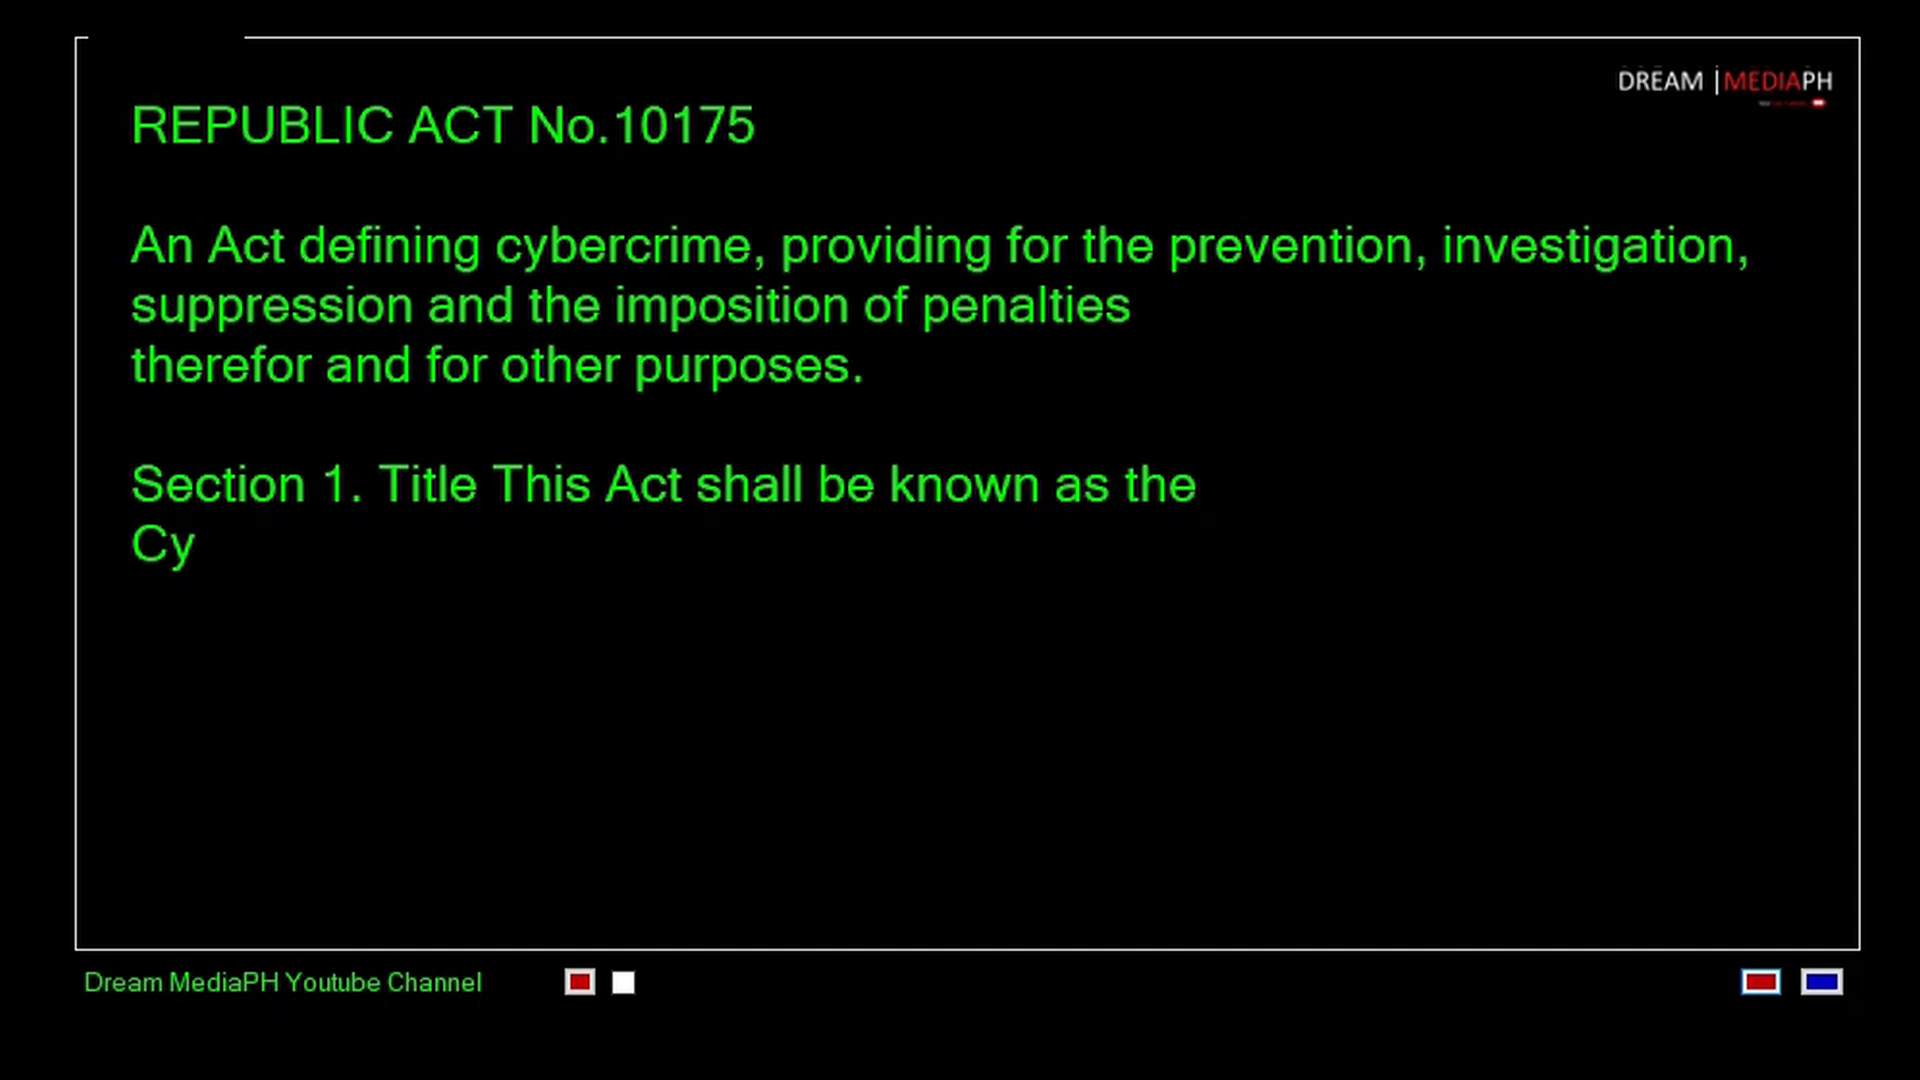 DREAM | MEDIAPH
REPUBLIC ACT No.10175
An Act defining cybercrime, providing for the prevention, investigation,
suppression and the imposition of penalties
therefor and for other purposes.
Section 1. Title This Act shall be known as the
Cy
Dream MediaPH Youtube Channel